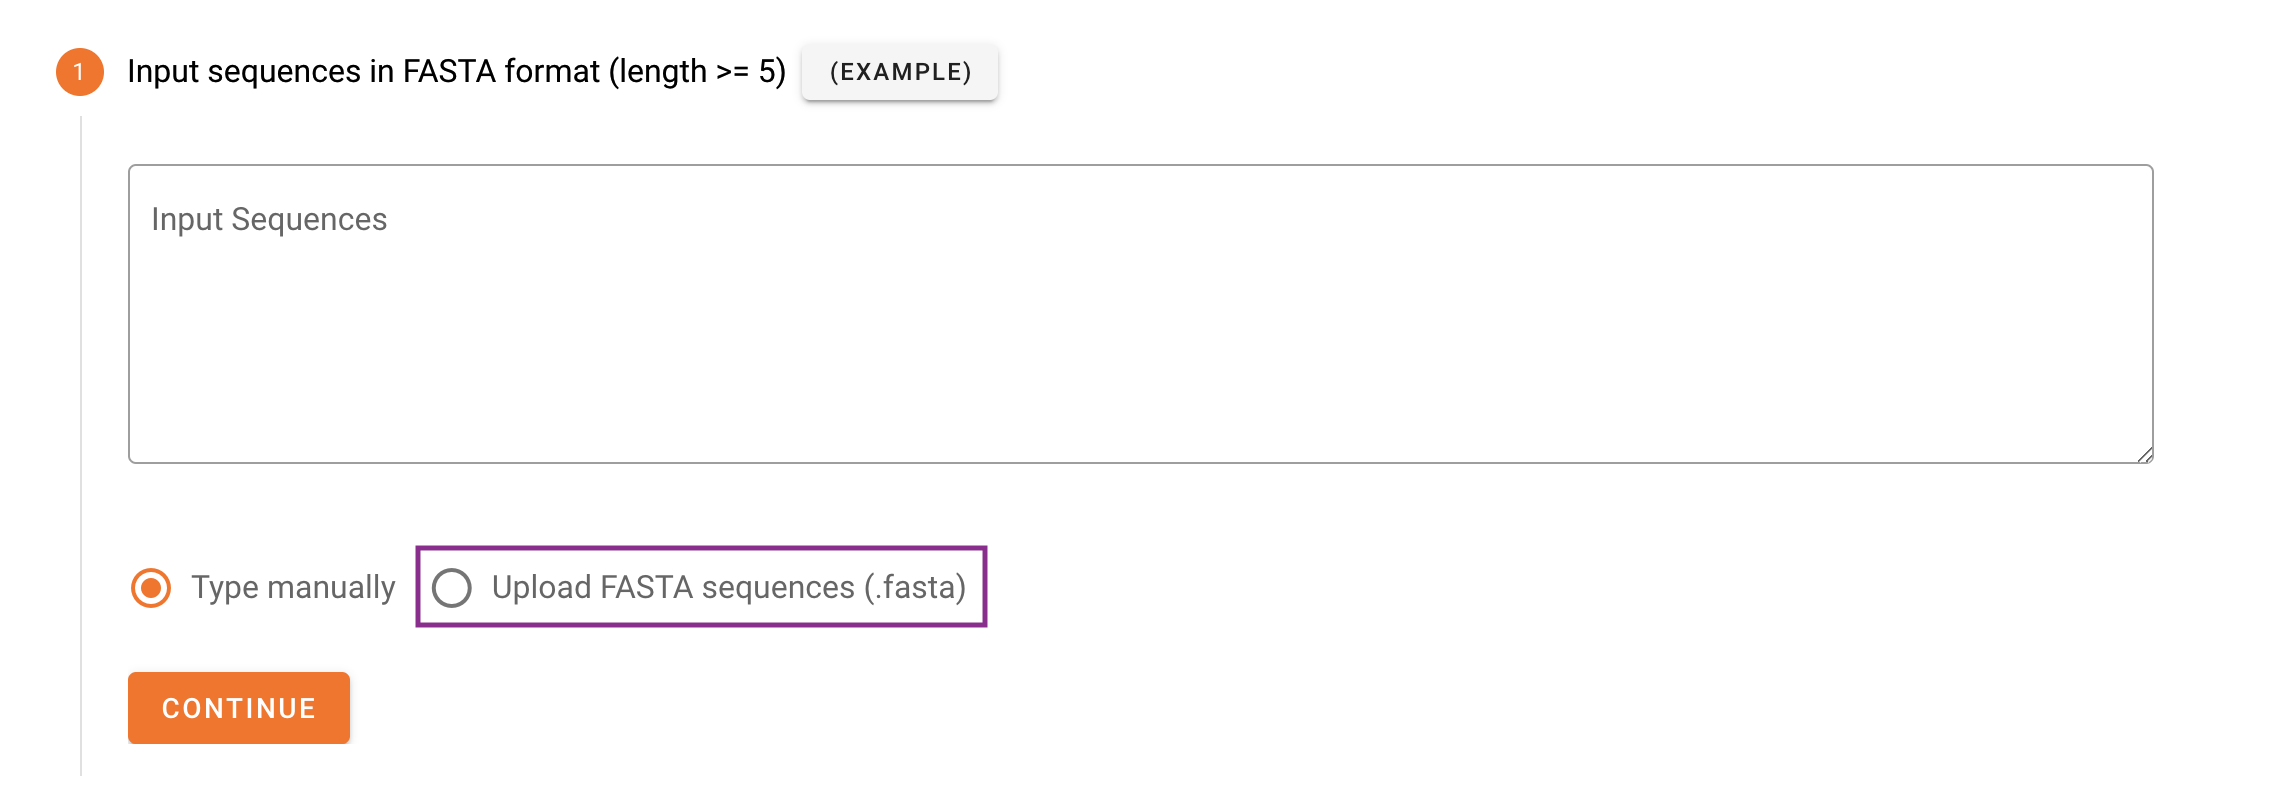 1 Input sequences in FASTA format (length >= 5) (EXAMPLE)
Input Sequences
Type manually Upload FASTA sequences (.fasta)
CONTINUE